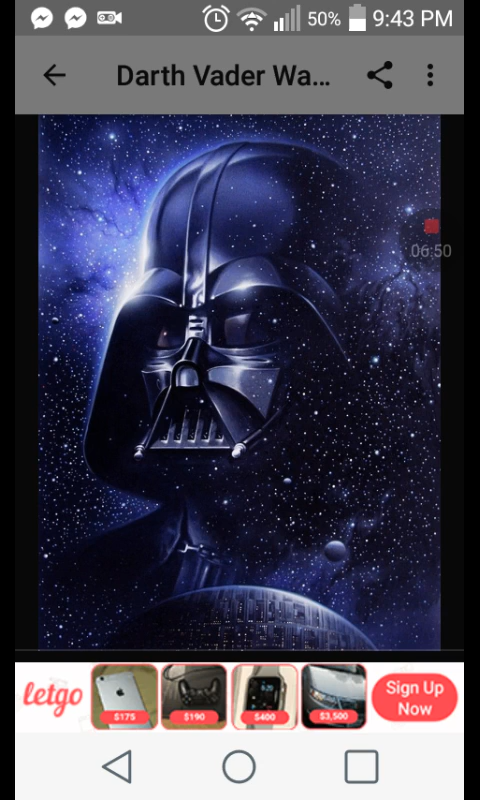 50% 9:43 PM
Darth Vader Wa...
06:50
letgo
$175
$190
$400
$3,500
Sign Up
Now